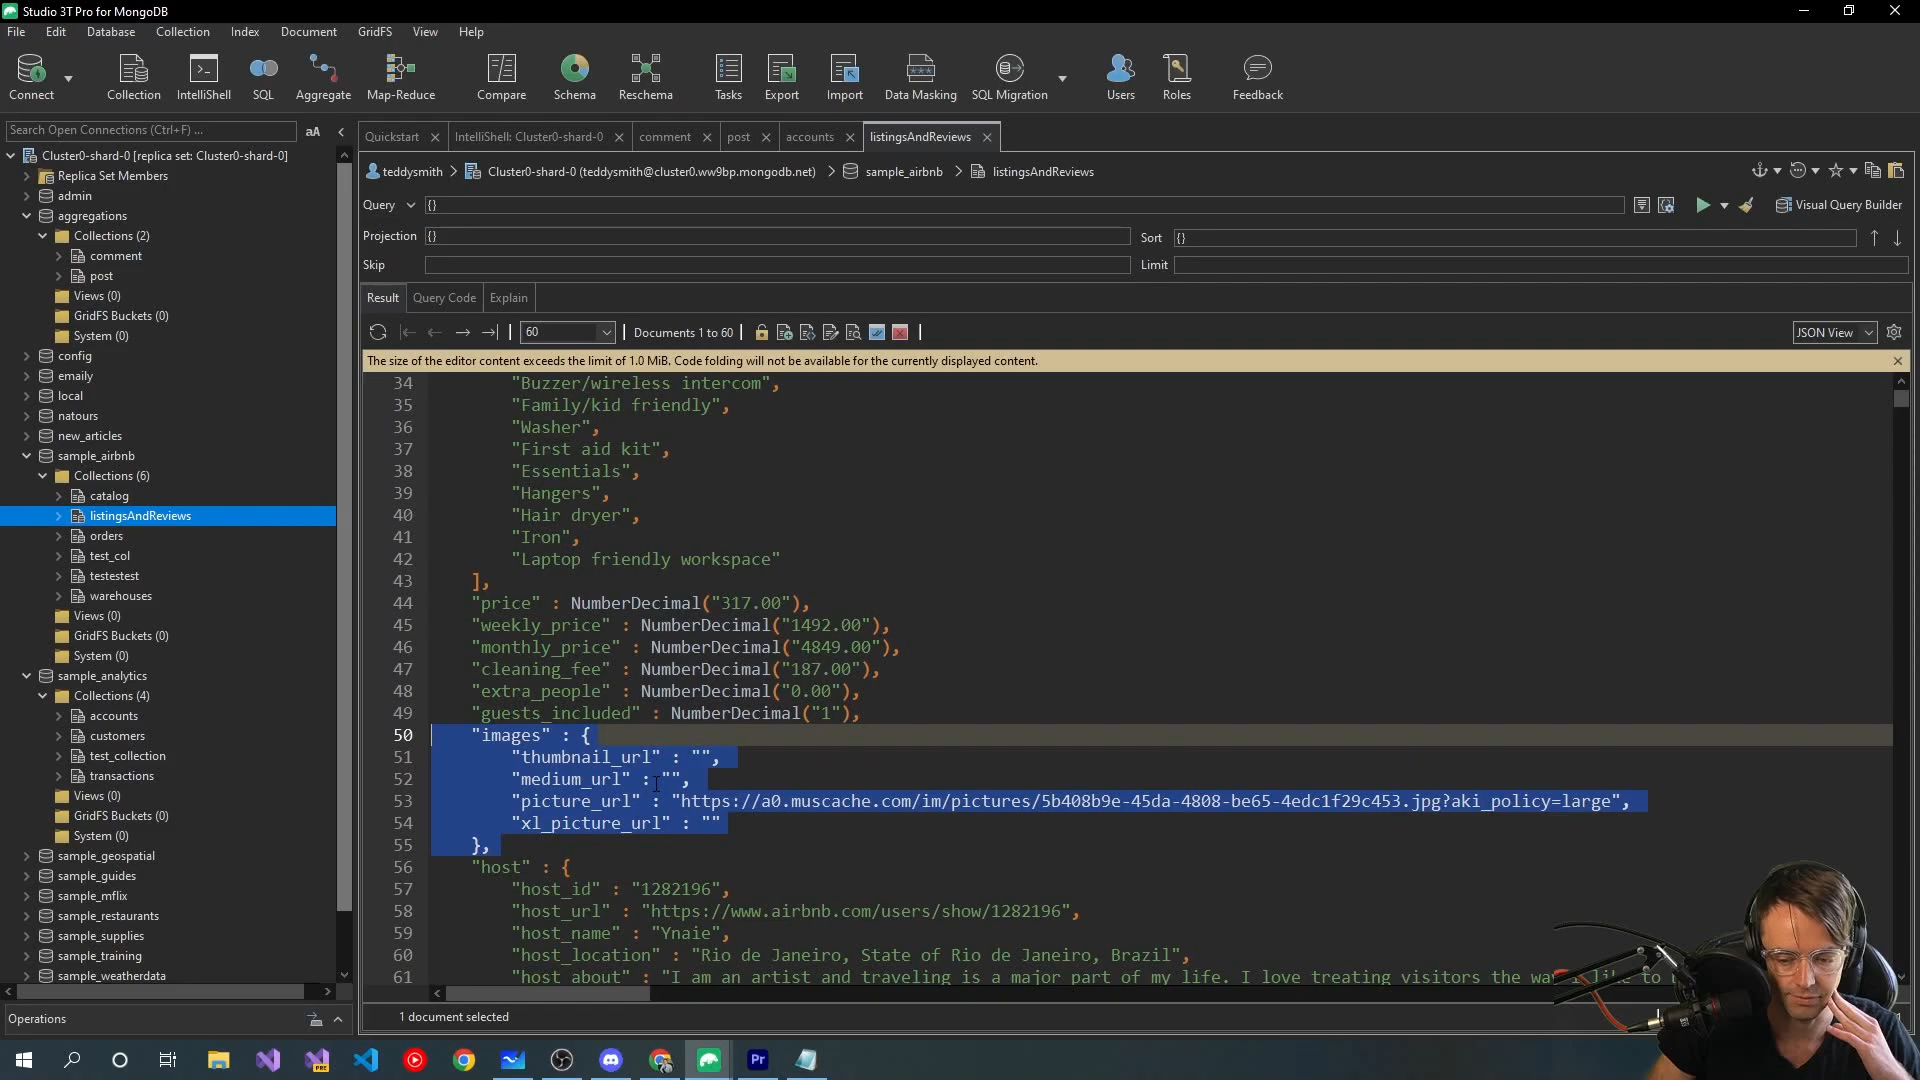 Studio 3T Pro for MongoDB
File Edit Database Collection Index Document GridFS View Help
Connect Collection IntelliShell SQL Aggregate Map-Reduce Compare Schema Reschema Tasks Export Import Data Masking SQL Migration Users Roles Feedback
Search Open Connections (Ctrl+F) ... aA
Quickstart IntelliShell: Cluster0-shard-0 comment post accounts listingsAndReviews
Cluster0-shard-0 [replica set: Cluster0-shard-0]
Replica Set Members
admin
aggregations
Collections (2)
comment
post
Views (0)
GridFS Buckets (0)
System (0)
config
emaily
local
natours
new_articles
sample_airbnb
Collections (6)
catalog
listingsAndReviews
orders
test_col
testestest
warehouses
Views (0)
GridFS Buckets (0)
System (0)
sample_analytics
Collections (4)
accounts
customers
test_collection
transactions
Views (0)
GridFS Buckets (0)
System (0)
sample_geospatial
sample_guides
sample_mflix
sample_restaurants
sample_supplies
sample_training
sample_weatherdata
Operations
teddysmith Cluster0-shard-0 (teddysmith@cluster0.ww9bp.mongodb.net) sample_airbnb listingsAndReviews
Query {} Visual Query Builder
Projection {} Sort {}
Skip Limit
Result Query Code Explain
60 Documents 1 to 60 JSON View
The size of the editor content exceeds the limit of 1.0 MiB. Code folding will not be available for the currently displayed content.
34 "Buzzer/wireless intercom",
35 "Family/kid friendly",
36 "Washer",
37 "First aid kit",
38 "Essentials",
39 "Hangers",
40 "Hair dryer",
41 "Iron",
42 "Laptop friendly workspace"
43 ],
44 "price" : NumberDecimal("317.00"),
45 "weekly_price" : NumberDecimal("1492.00"),
46 "monthly_price" : NumberDecimal("4849.00"),
47 "cleaning_fee" : NumberDecimal("187.00"),
48 "extra_people" : NumberDecimal("0.00"),
49 "guests_included" : NumberDecimal("1"),
50 "images" : {
51 "thumbnail_url" : "",
52 "medium_url" : "",
53 "picture_url" : "https://a0.muscache.com/im/pictures/5b408b9e-45da-4808-be65-4edc1f29c453.jpg?aki_policy=large",
54 "xl_picture_url" : ""
55 },
56 "host" : {
57 "host_id" : "1282196",
58 "host_url" : "https://www.airbnb.com/users/show/1282196",
59 "host_name" : "Ynaie",
60 "host_location" : "Rio de Janeiro, State of Rio de Janeiro, Brazil",
61 "host_about" : "I am an artist and traveling is a major part of my life. I love treating visitors the way I like to
1 document selected
PRE Pr